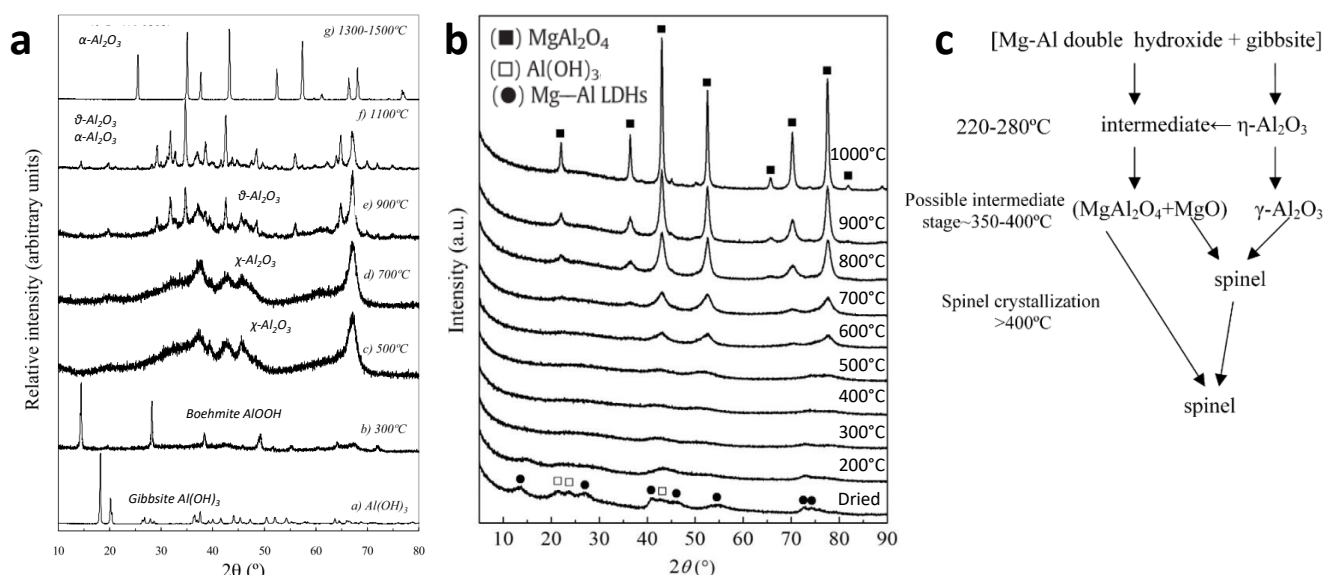 a
g) 1300-1500ºC
α-Al₂O₃
f) 1100ºC
ϑ-Al₂O₃
α-Al₂O₃
ϑ-Al₂O₃
e) 900ºC
χ-Al₂O₃
d) 700ºC
χ-Al₂O₃
c) 500ºC
Boehmite AlOOH
b) 300ºC
Gibbsite Al(OH)₃
a) Al(OH)₃
Relative intensity (arbitrary units)
10 20 30 40 50 60 70 80
2θ (º)
b
(■) MgAl₂O₄
(□) Al(OH)₃
(●) Mg—Al LDHs
1000°C
900°C
800°C
700°C
600°C
500°C
400°C
300°C
200°C
Dried
Intensity (a.u.)
10 20 30 40 50 60 70 80 90
2θ (°)
c
[Mg-Al double hydroxide + gibbsite]
220-280ºC intermediate← η-Al₂O₃
Possible intermediate
stage~350-400ºC
(MgAl₂O₄+MgO) γ-Al₂O₃
spinel
Spinel crystallization
>400ºC
spinel